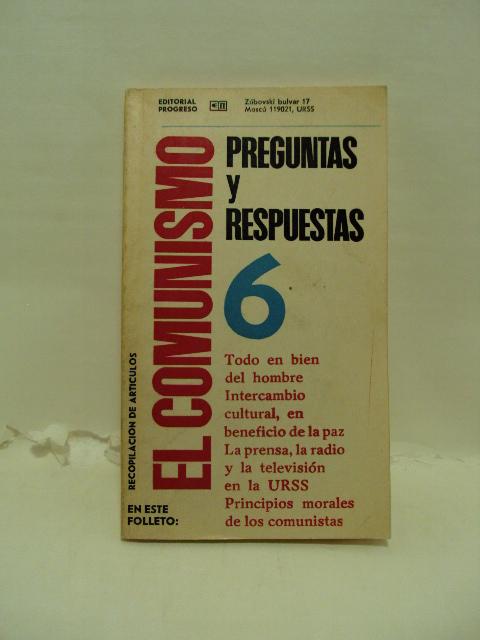 EDITORIAL
PROGRESO
Zúbovski bulvar 17
Moscú 119021, URSS
EL COMUNISMO
PREGUNTAS
y
RESPUESTAS
6
RECOPILACION DE ARTICULOS
EN ESTE
FOLLETO:
Todo en bien
del hombre
Intercambio
cultural, en
beneficio de la paz
La prensa, la radio
y la televisión
en la URSS
Principios morales
de los comunistas